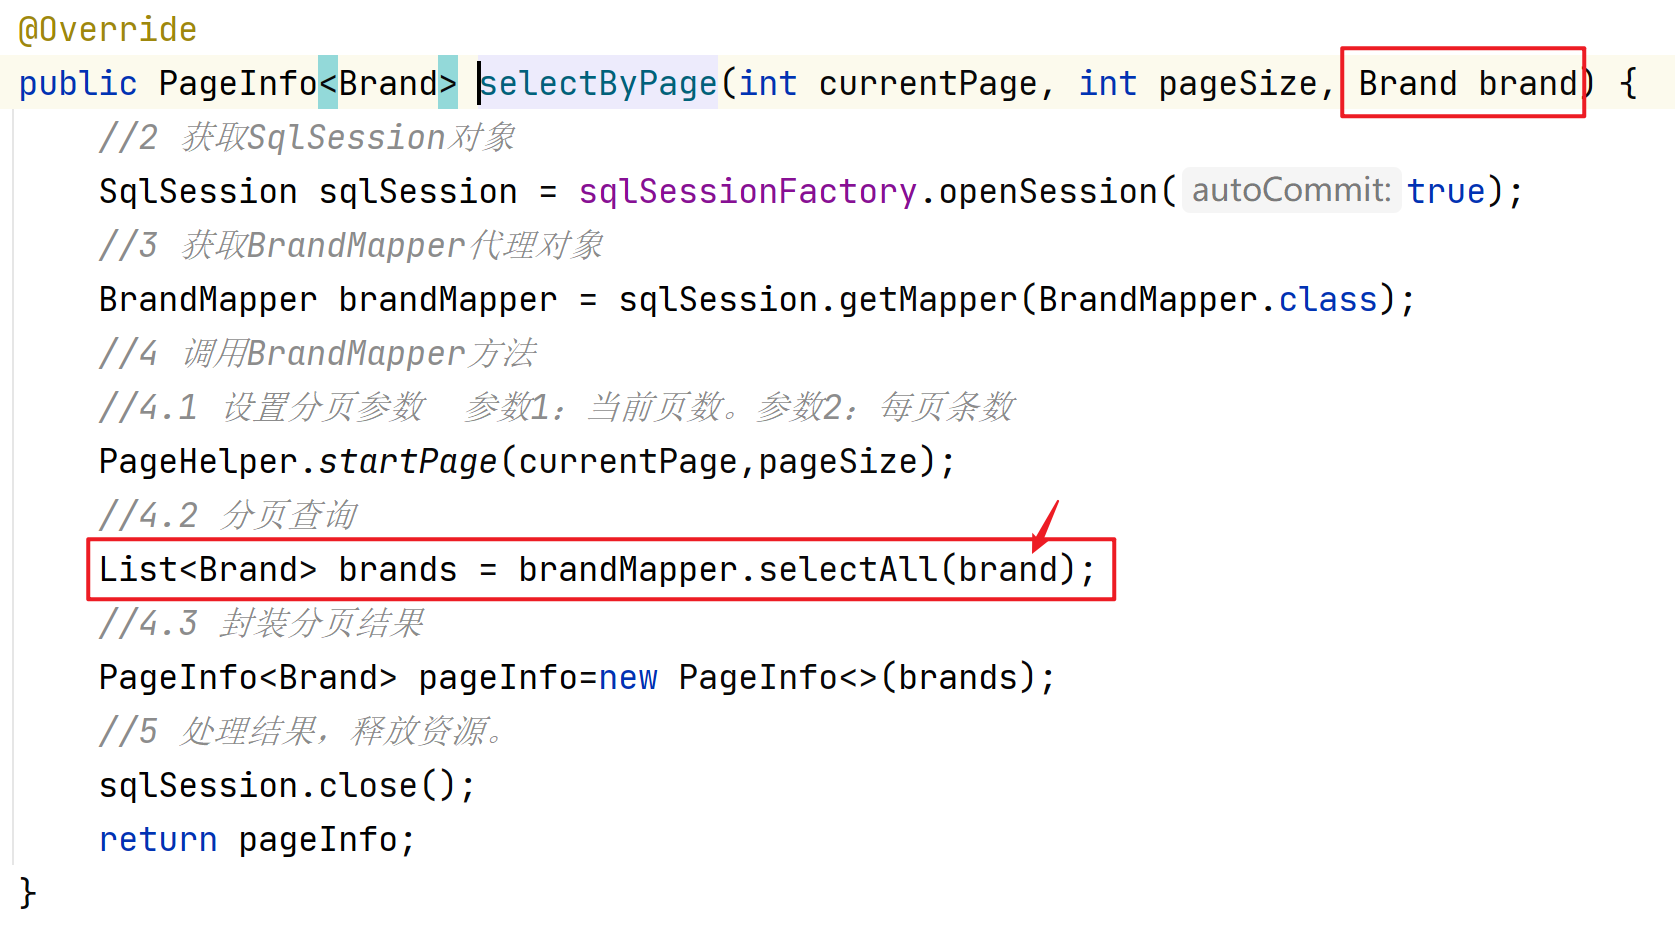 @Override
public PageInfo<Brand> selectByPage(int currentPage, int pageSize, Brand brand) {
//2 获取SqlSession对象
SqlSession sqlSession = sqlSessionFactory.openSession( autoCommit: true);
//3 获取BrandMapper代理对象
BrandMapper brandMapper = sqlSession.getMapper(BrandMapper.class);
//4 调用BrandMapper方法
//4.1 设置分页参数  参数1：当前页数。参数2：每页条数
PageHelper.startPage(currentPage,pageSize);
//4.2 分页查询
List<Brand> brands = brandMapper.selectAll(brand);
//4.3 封装分页结果
PageInfo<Brand> pageInfo=new PageInfo<>(brands);
//5 处理结果，释放资源。
sqlSession.close();
return pageInfo;
}